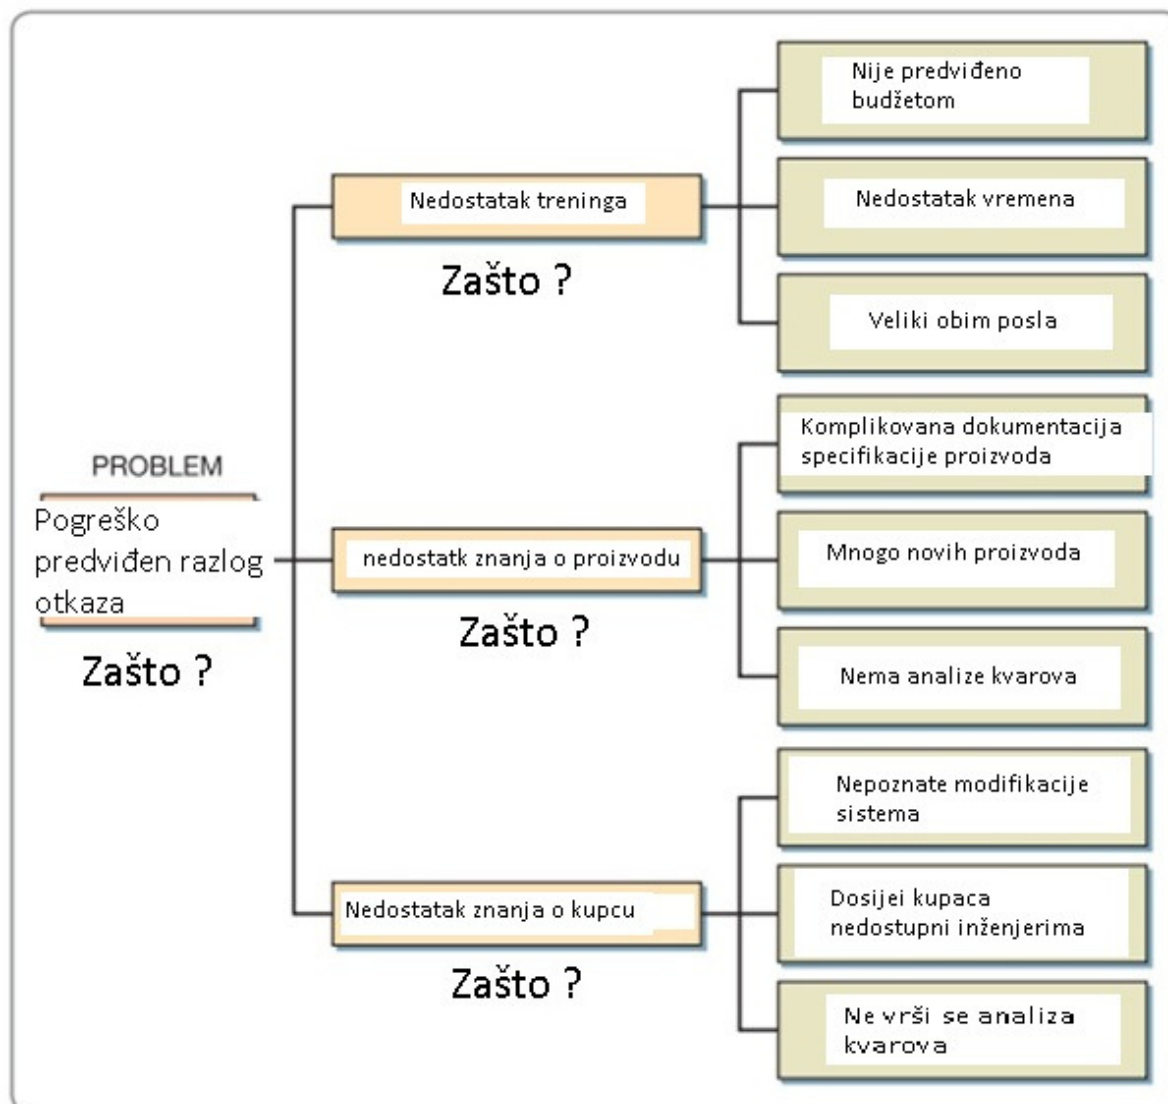 PROBLEM
Pogreško
predviđen razlog
otkaza
Zašto ?
Nedostatak treninga
Zašto ?
Nije predviđeno
budžetom
Nedostatak vremena
Veliki obim posla
nedostatk znanja o proizvodu
Zašto ?
Komplikovana dokumentacija
specifikacije proizvoda
Mnogo novih proizvoda
Nema analize kvarova
Nedostatak znanja o kupcu
Zašto ?
Nepoznate modifikacije
sistema
Dosijei kupaca
nedostupni inženjerima
Ne vrši se analiza
kvarova